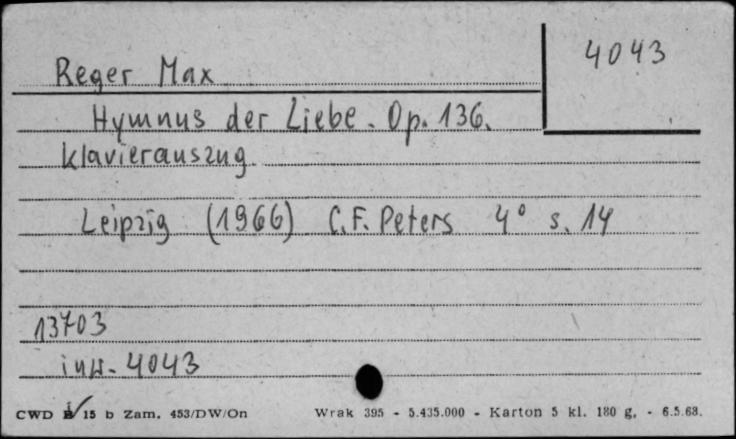 4043
Reger Max
Hymnus der Liebe. Op. 136.
Klavierauszug.
Leipzig (1966) C.F. Peters 4° s. 14
13703
inw. 4043
CWD 15 b Zam. 453/DW/On Wrak 395 - 5.435.000 - Karton 5 kl. 180 g. - 6.5.68.